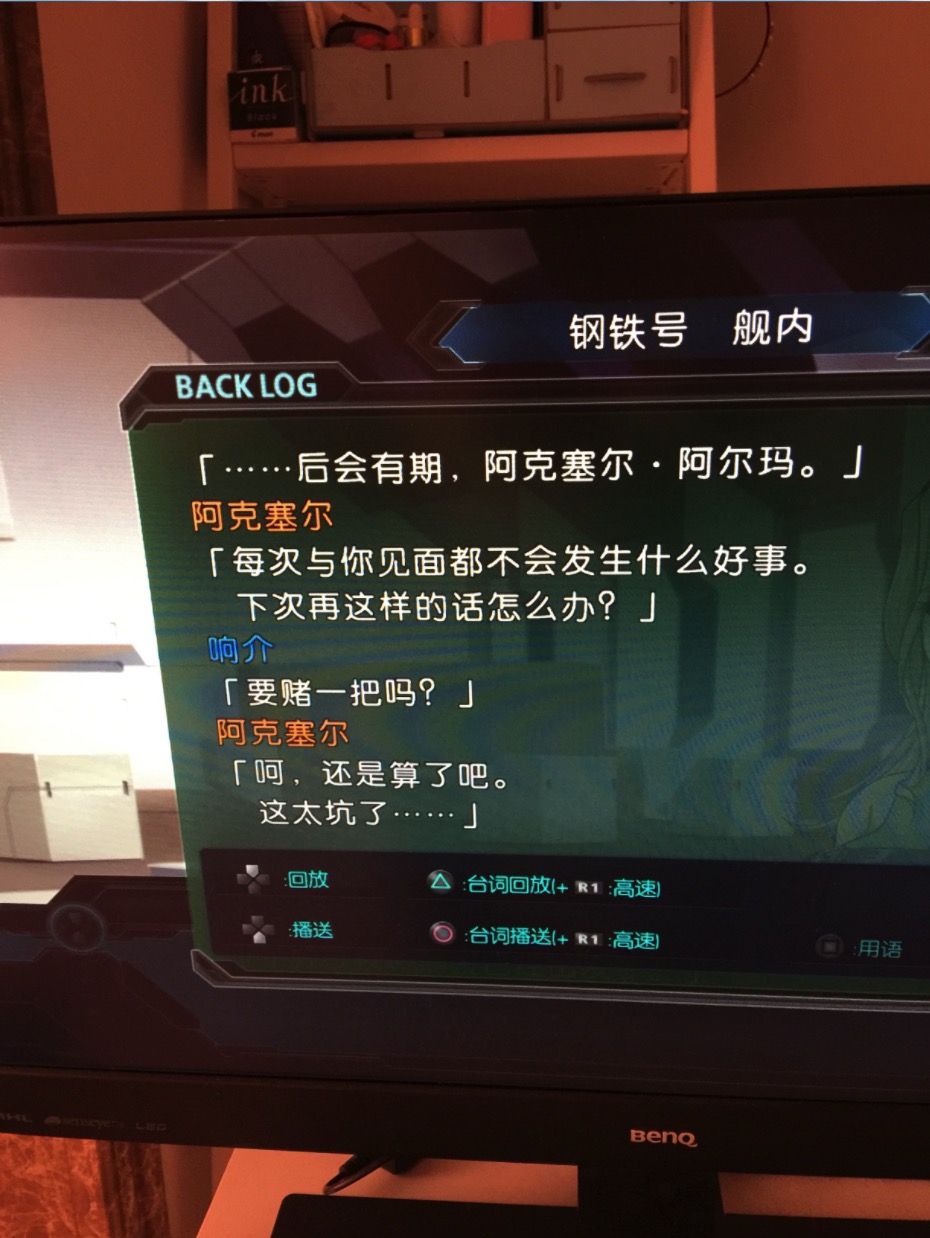 ink
钢铁号 舰内
BACK LOG
「……后会有期，阿克塞尔·阿尔玛。」
阿克塞尔
「每次与你见面都不会发生什么好事。
下次再这样的话怎么办？」
响介
「要赌一把吗？」
阿克塞尔
「呵，还是算了吧。
这太坑了……」
:回放
:台词回放(+ R1 :高速)
:播送
:台词播送(+ R1 :高速)
:用语
BenQ